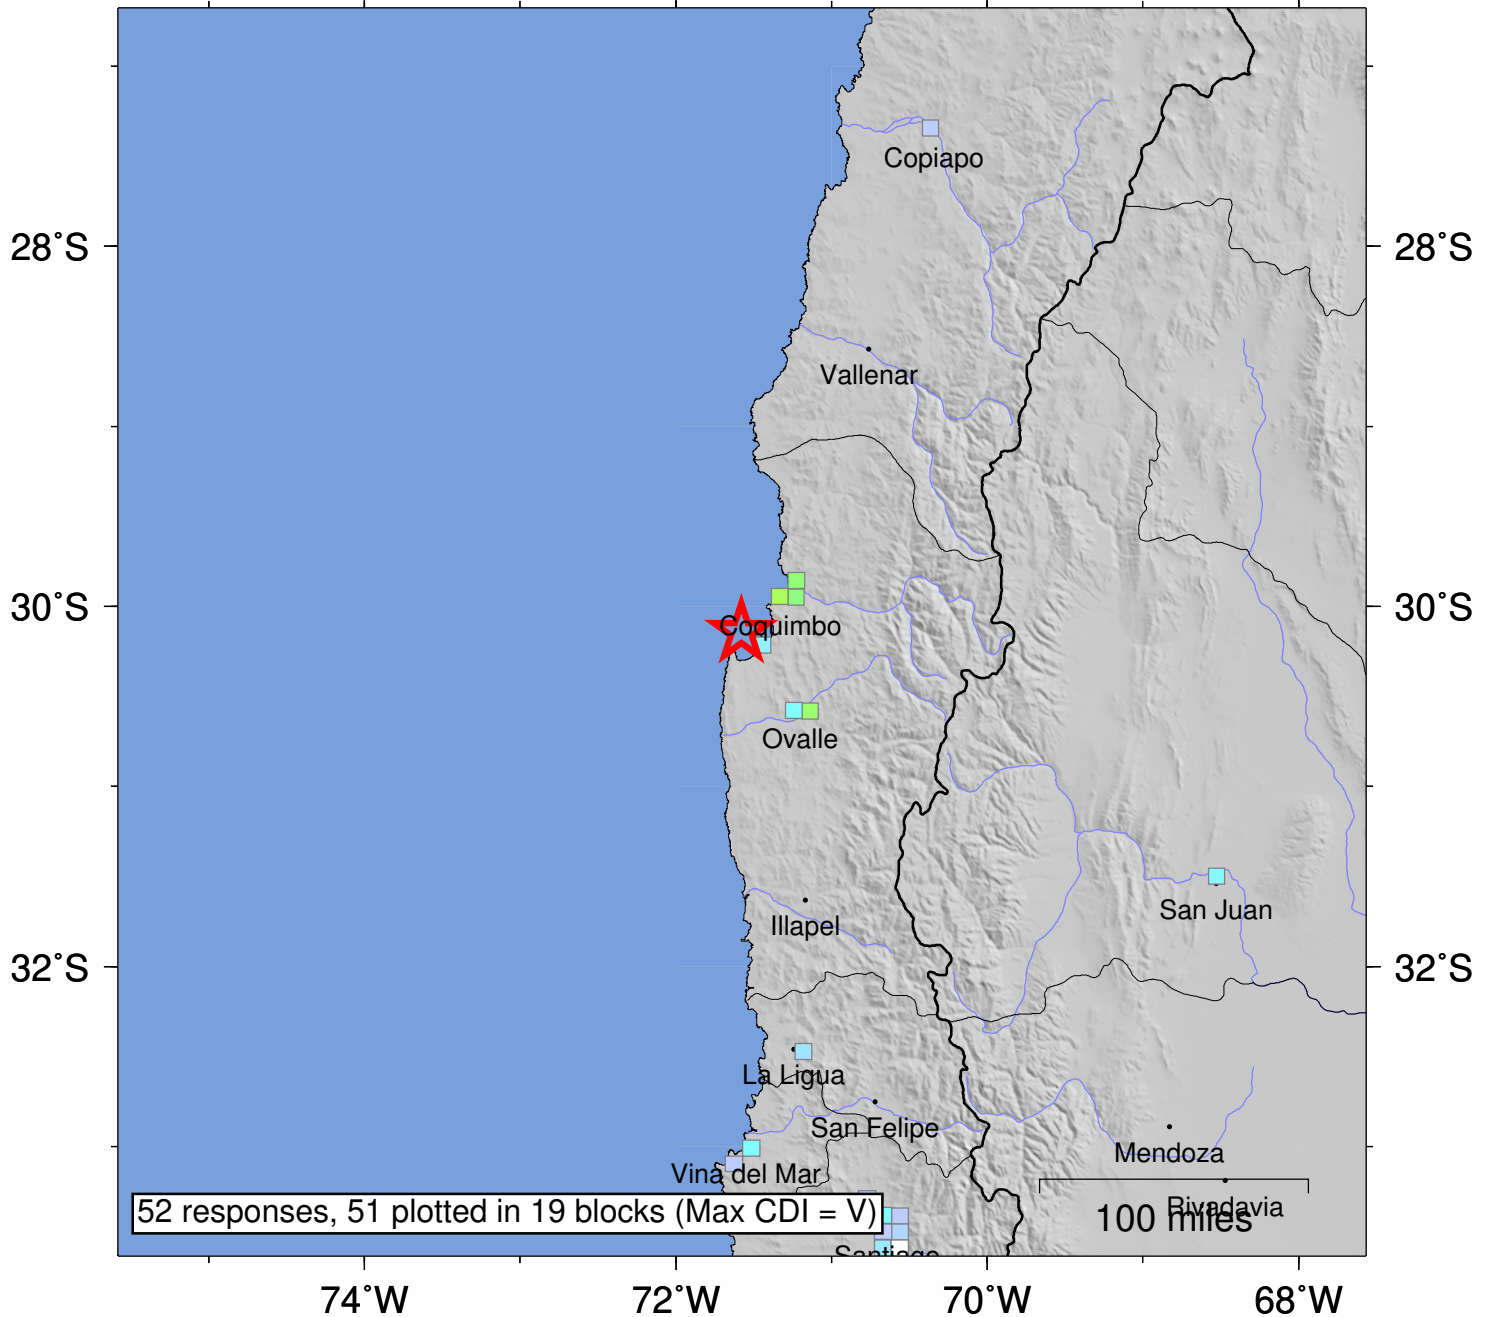 Copiapo
28°S
28°S
Vallenar
30°S
30°S
Coquimbo
Ovalle
San Juan
Illapel
32°S
32°S
La Ligua
San Felipe
Mendoza
Vina del Mar
Rivadavia
52 responses, 51 plotted in 19 blocks (Max CDI = V)
100 miles
Santiago
74°W
72°W
70°W
68°W